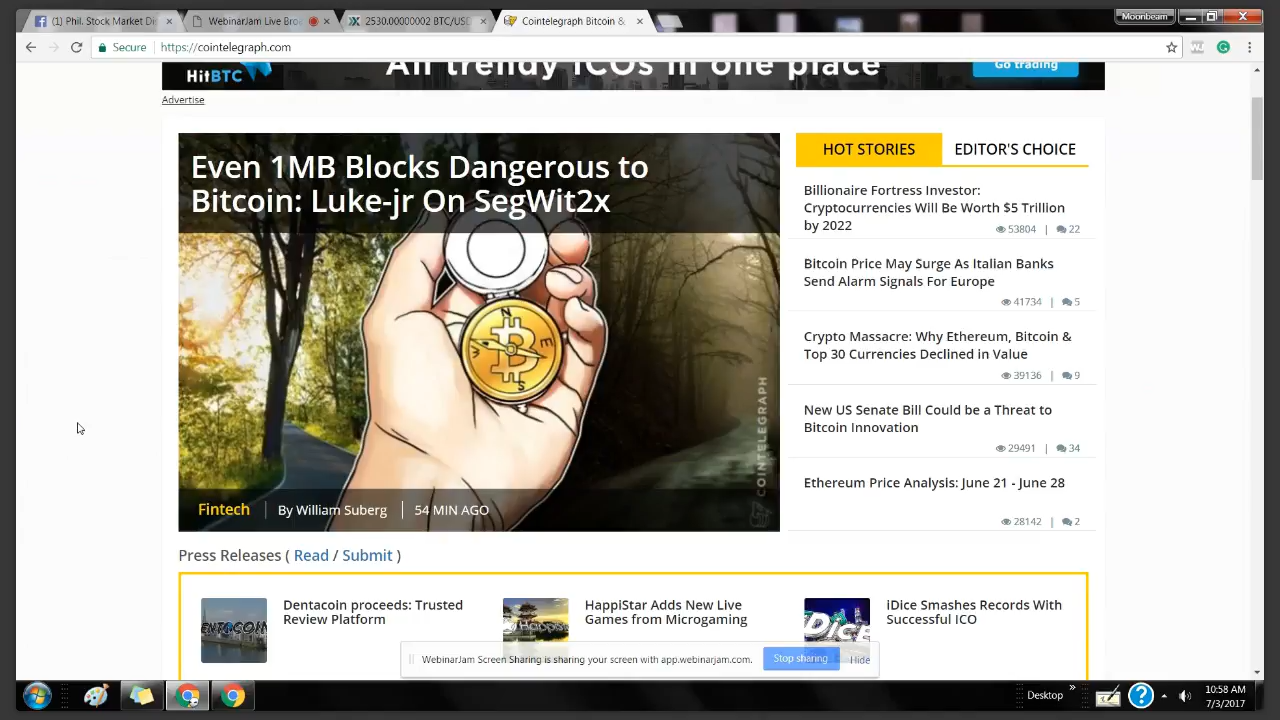 Moonbeam
(1) Phil. Stock Market Di
WebinarJam Live Bro
2530.00000000 BTC/USD
Cointelegraph Bitcoin &
Secure
https://cointelegraph.com
HitBTC
All trendy ICOs in one place
Go trading
Advertise
Even 1MB Blocks Dangerous to
Bitcoin: Luke-jr On SegWit2x
COINTELEGRAPH
Fintech
By William Suberg
54 MIN AGO
HOT STORIES
EDITOR'S CHOICE
Billionaire Fortress Investor:
Cryptocurrencies Will Be Worth $5 Trillion
by 2022
53804 | 22
Bitcoin Price May Surge As Italian Banks
Send Alarm Signals For Europe
41734 | 5
Crypto Massacre: Why Ethereum, Bitcoin &
Top 30 Currencies Declined in Value
39136 | 9
New US Senate Bill Could be a Threat to
Bitcoin Innovation
29491 | 34
Ethereum Price Analysis: June 21 - June 28
28142 | 2
Press Releases ( Read / Submit )
Dentacoin proceeds: Trusted
Review Platform
HappiStar Adds New Live
Games from Microgaming
iDice Smashes Records With
Successful ICO
WebinarJam Screen Sharing is sharing your screen with app.webinarjam.com.
Stop sharing
Hide
Desktop
10:58 AM
7/3/2017